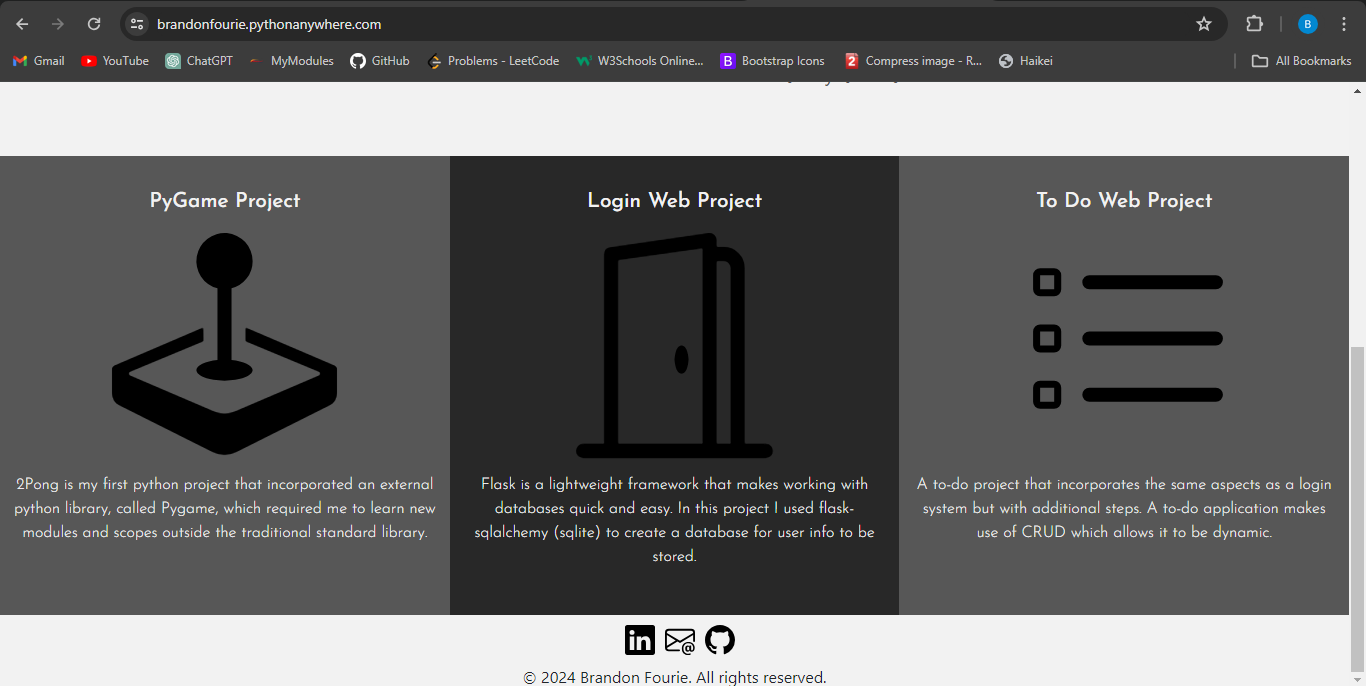 brandonfourie.pythonanywhere.com
B
Gmail
YouTube
ChatGPT
MyModules
GitHub
Problems - LeetCode
W3Schools Online...
B
Bootstrap Icons
2
Compress image - R...
Haikei
All Bookmarks
PyGame Project
2Pong is my first python project that incorporated an external
python library, called Pygame, which required me to learn new
modules and scopes outside the traditional standard library.
Login Web Project
Flask is a lightweight framework that makes working with
databases quick and easy. In this project I used flask-
sqlalchemy (sqlite) to create a database for user info to be
stored.
To Do Web Project
A to-do project that incorporates the same aspects as a login
system but with additional steps. A to-do application makes
use of CRUD which allows it to be dynamic.
in
© 2024 Brandon Fourie. All rights reserved.